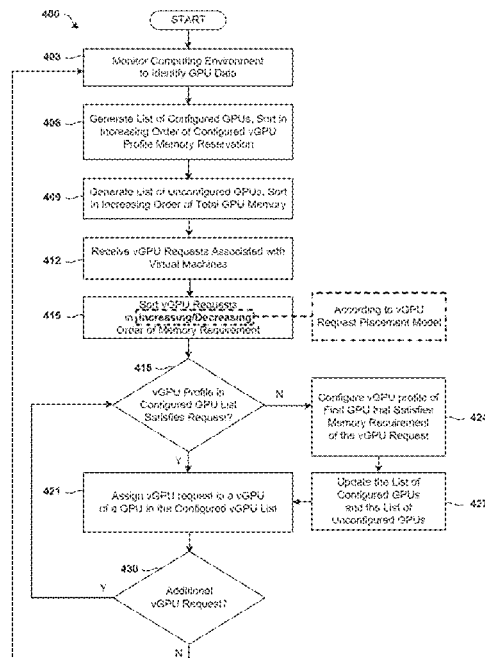 400
START
403
Monitor Computing Environment
to Identify GPU Data
406
Generate List of Configured GPUs, Sort in
Increasing Order of Configured vGPU
Profile Memory Reservation
409
Generate List of Unconfigured GPUs, Sort
in Increasing Order of Total GPU Memory
412
Receive vGPU Requests Associated with
Virtual Machines
415
Sort vGPU Requests
in Increasing/Decreasing
Order of Memory Requirement
According to vGPU
Request Placement Model
418
vGPU Profile in
Configured GPU List
Satisfies Request?
N
Y
Configure vGPU profile of
First GPU that Satisfies
Memory Requirement
of the vGPU Request
424
421
Assign vGPU request to a vGPU
of a GPU in the Configured vGPU List
Update the List of
Configured GPUs
and the List of
Unconfigured GPUs
427
430
Additional
vGPU Request?
Y
N